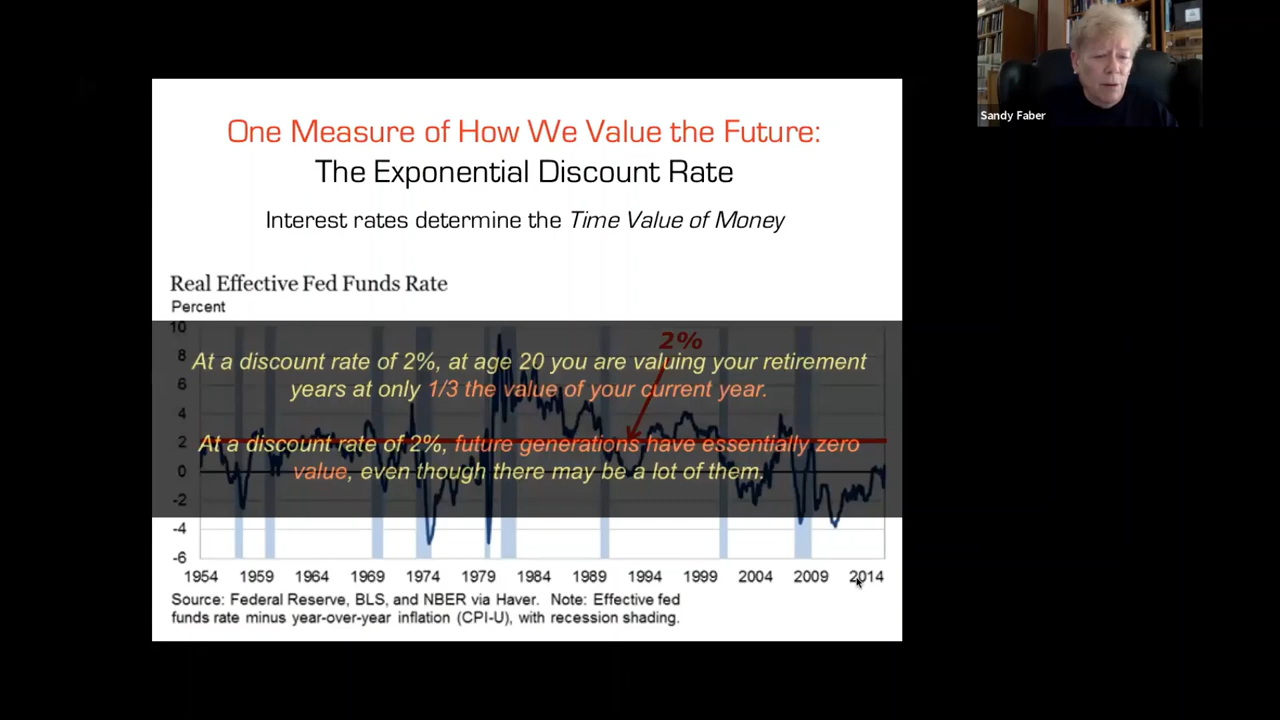 Sandy Faber
One Measure of How We Value the Future:
The Exponential Discount Rate
Interest rates determine the Time Value of Money
Real Effective Fed Funds Rate
Percent
10
8
6
4
2
0
-2
-4
-6
2%
At a discount rate of 2%, at age 20 you are valuing your retirement
years at only 1/3 the value of your current year.
At a discount rate of 2%, future generations have essentially zero
value, even though there may be a lot of them.
1954 1959 1964 1969 1974 1979 1984 1989 1994 1999 2004 2009 2014
Source: Federal Reserve, BLS, and NBER via Haver. Note: Effective fed
funds rate minus year-over-year inflation (CPI-U), with recession shading.